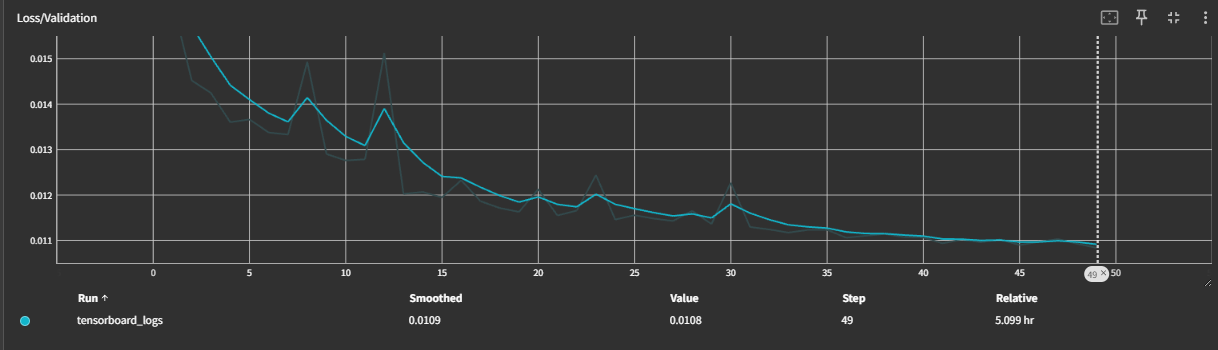 Loss/Validation
0.015
0.014
0.013
0.012
0.011
0 5 10 15 20 25 30 35 40 45 49 50
Run ↑ Smoothed Value Step Relative
tensorboard_logs 0.0109 0.0108 49 5.099 hr